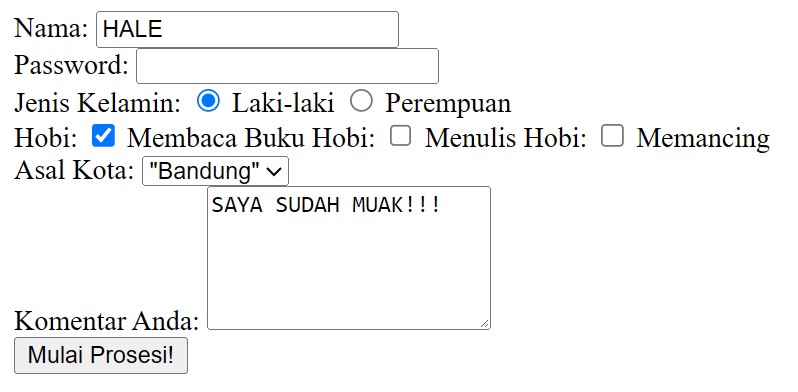 Nama: HALE
Password:
Jenis Kelamin: Laki-laki Perempuan
Hobi: Membaca Buku Hobi: Menulis Hobi: Memancing
Asal Kota: "Bandung"
SAYA SUDAH MUAK!!!
Komentar Anda:
Mulai Prosesi!